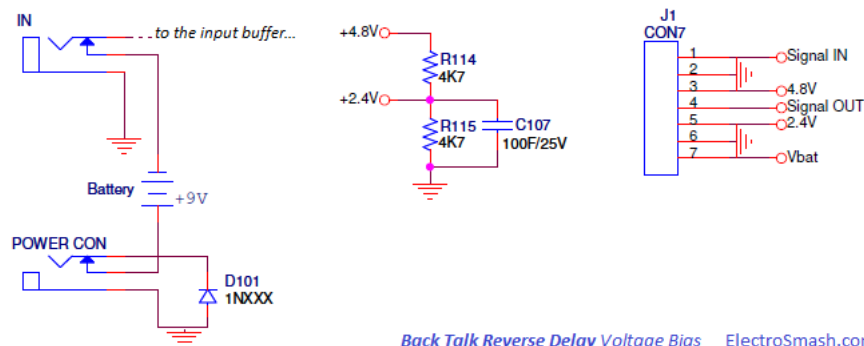 IN
to the input buffer...
Battery
+9V
POWER CON
D101
1NXXX
+4.8V
R114
4K7
+2.4V
R115
4K7
C107
100F/25V
J1
CON7
1 Signal IN
2
3 4.8V
4 Signal OUT
5 2.4V
6
7 Vbat
Back Talk Reverse Delay Voltage Bias ElectroSmash.com